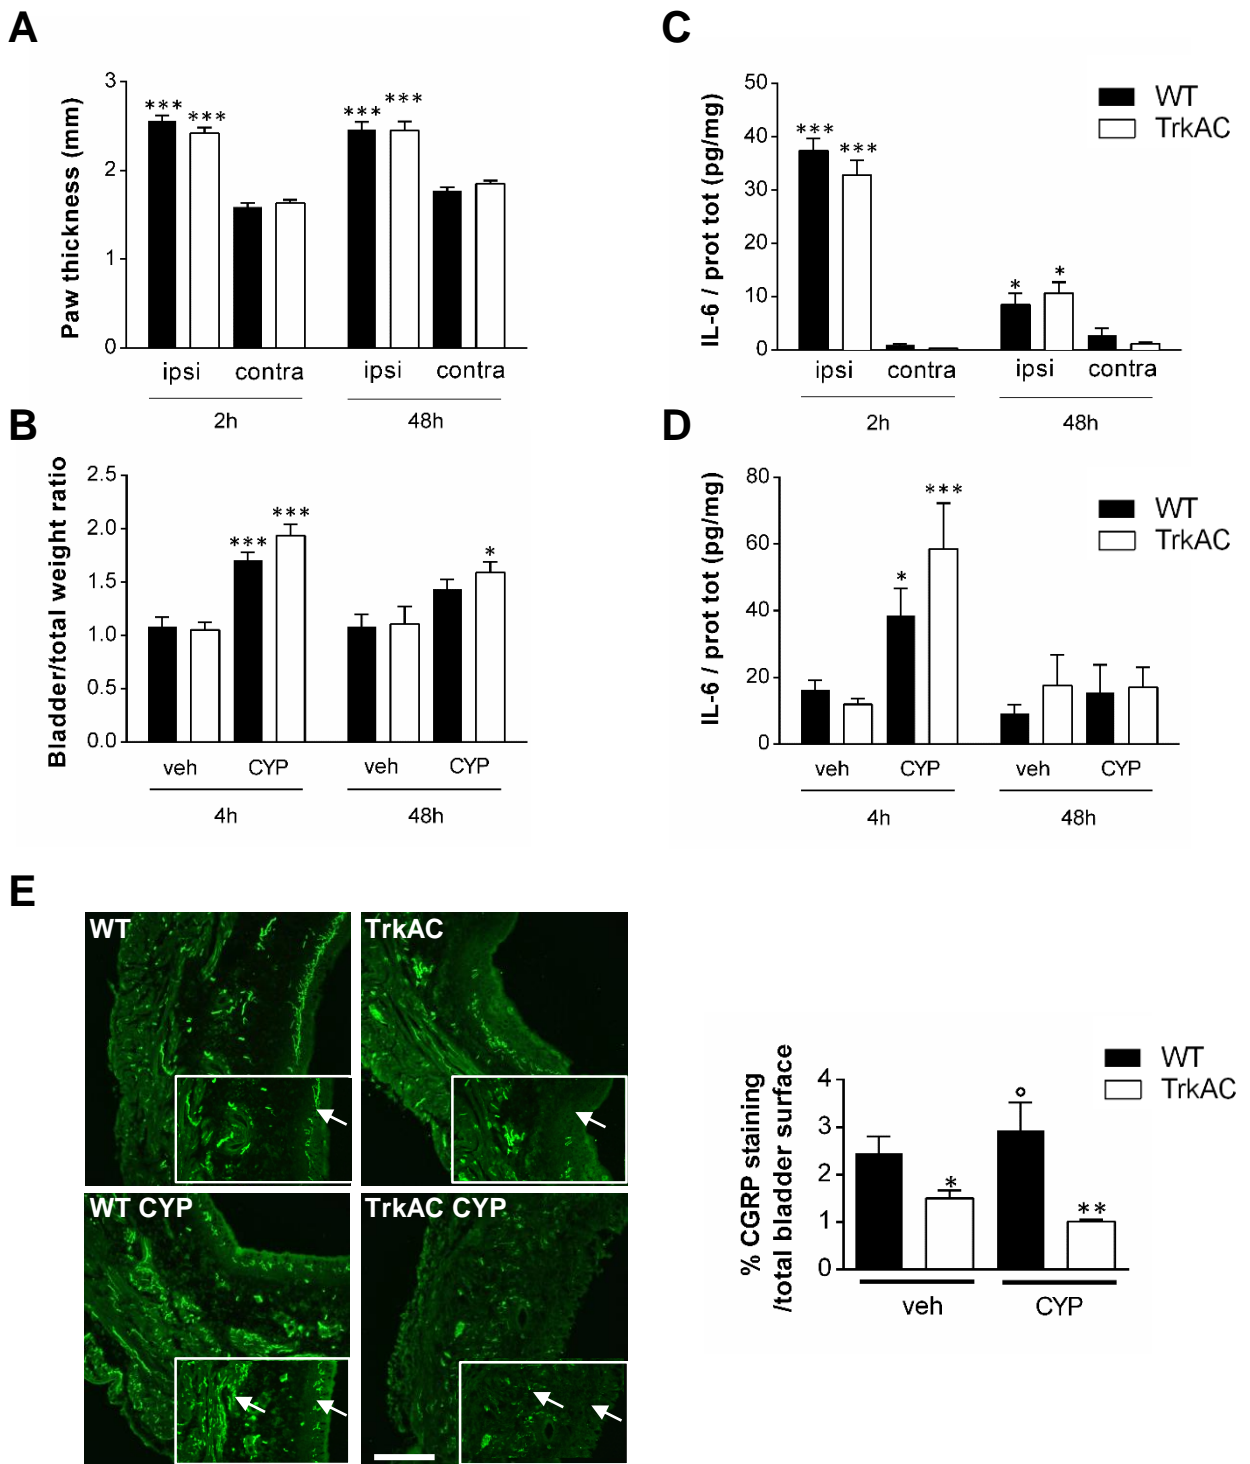 A
Paw thickness (mm)
3
2
1
0
*** *** *** ***
ipsi contra ipsi contra
2h 48h
C
IL-6 / prot tot (pg/mg)
50
40
30
20
10
0
*** *** * *
WT
TrkAC
ipsi contra ipsi contra
2h 48h
B
Bladder/total weight ratio
2.5
2.0
1.5
1.0
0.5
0.0
*** *** *
veh CYP veh CYP
4h 48h
D
IL-6 / prot tot (pg/mg)
80
60
40
20
0
* ***
WT
TrkAC
veh CYP veh CYP
4h 48h
E
WT
TrkAC
WT CYP
TrkAC CYP
% CGRP staining
/total bladder surface
4
3
2
1
0
* ° **
WT
TrkAC
veh CYP